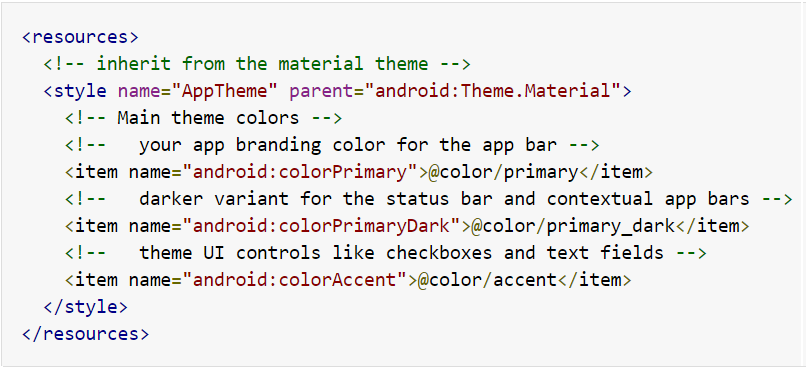 <resources>
  <!-- inherit from the material theme -->
  <style name="AppTheme" parent="android:Theme.Material">
    <!-- Main theme colors -->
    <!--   your app branding color for the app bar -->
    <item name="android:colorPrimary">@color/primary</item>
    <!--   darker variant for the status bar and contextual app bars -->
    <item name="android:colorPrimaryDark">@color/primary_dark</item>
    <!--   theme UI controls like checkboxes and text fields -->
    <item name="android:colorAccent">@color/accent</item>
  </style>
</resources>